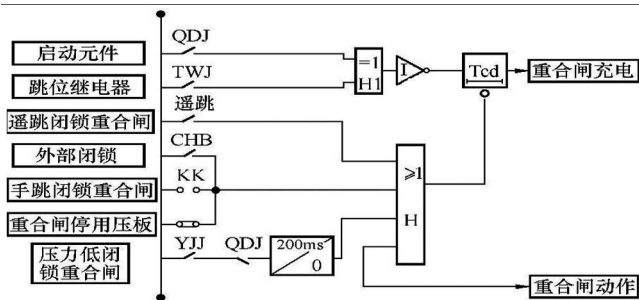 启动元件
QDJ
=1
H1
I
Tcd
重合闸充电
跳位继电器
TWJ
遥跳闭锁重合闸
遥跳
外部闭锁
CHB
≥1
H
手跳闭锁重合闸
KK
重合闸停用压板
压力低闭
锁重合闸
YJJ
QDJ
200ms
0
重合闸动作